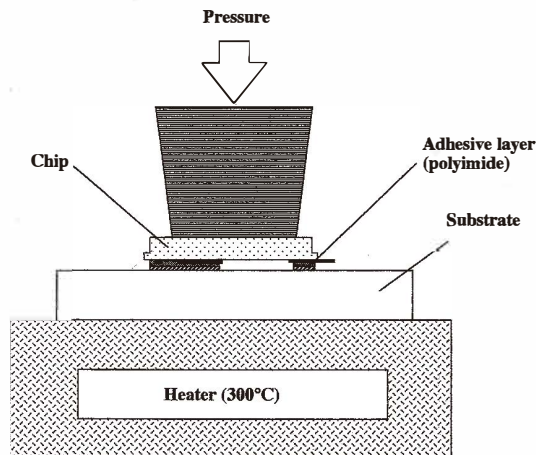 Pressure
Chip
Adhesive layer
(polyimide)
Substrate
Heater (300°C)